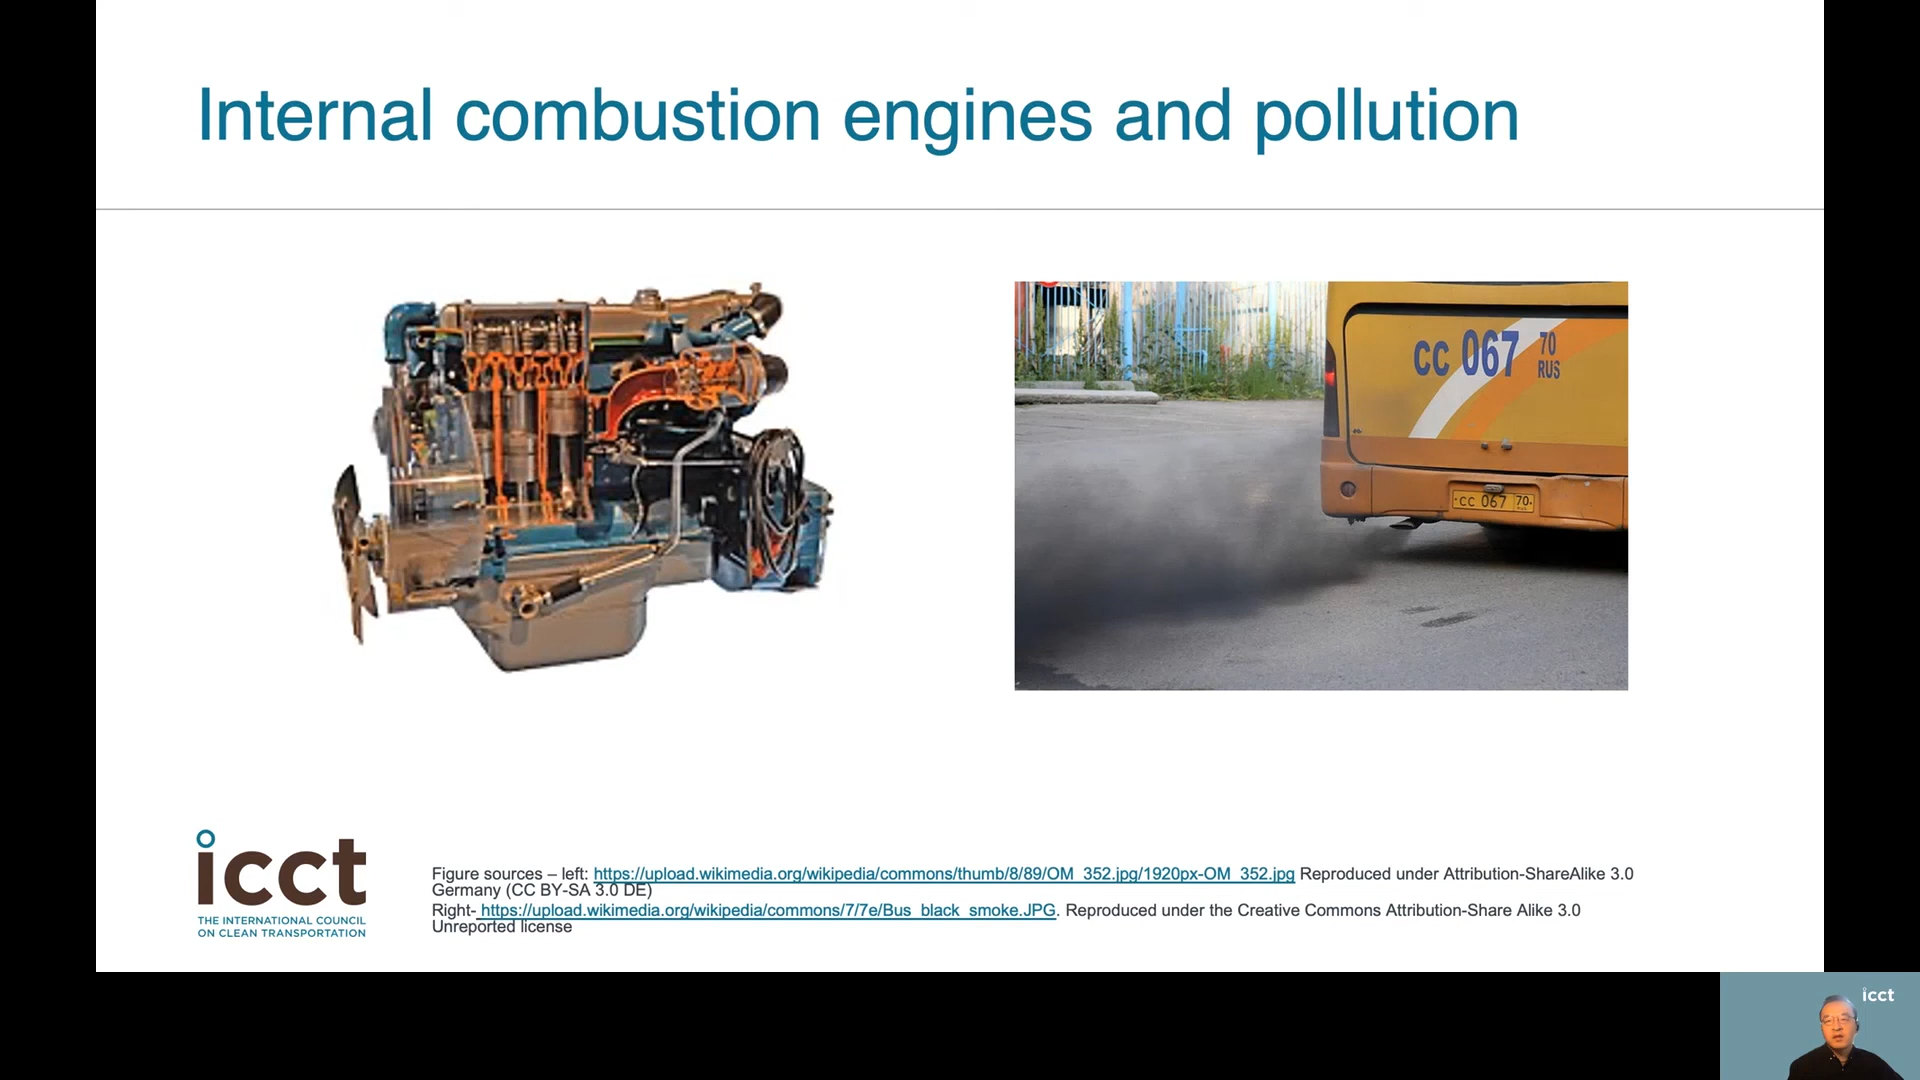 Internal combustion engines and pollution
CC 067 70
RUS
CC 067 70
icct
THE INTERNATIONAL COUNCIL
ON CLEAN TRANSPORTATION
Figure sources – left: https://upload.wikimedia.org/wikipedia/commons/thumb/8/89/OM_352.jpg/1920px-OM_352.jpg Reproduced under Attribution-ShareAlike 3.0
Germany (CC BY-SA 3.0 DE)
Right- https://upload.wikimedia.org/wikipedia/commons/7/7e/Bus_black_smoke.JPG. Reproduced under the Creative Commons Attribution-Share Alike 3.0
Unreported license
icct